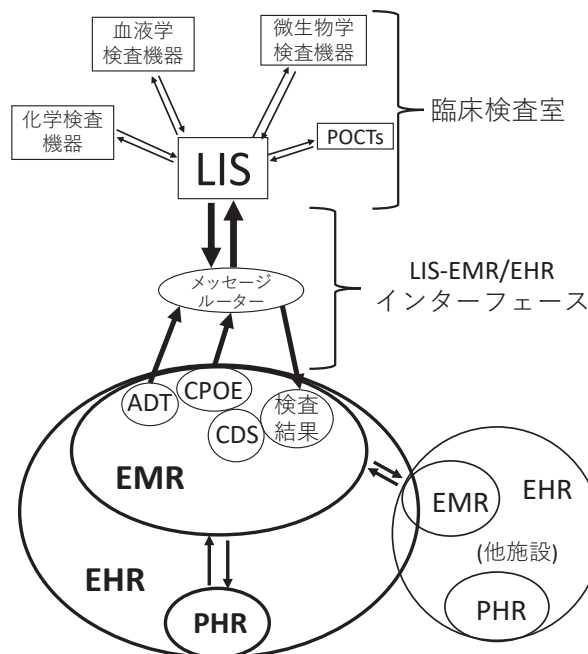 血液学
検査機器
微生物学
検査機器
化学検査
機器
POCTs
LIS
臨床検査室
メッセージ
ルーター
LIS-EMR/EHR
インターフェース
ADT
CPOE
CDS
検査
結果
EMR
EHR
PHR
EMR
EHR
(他施設)
PHR